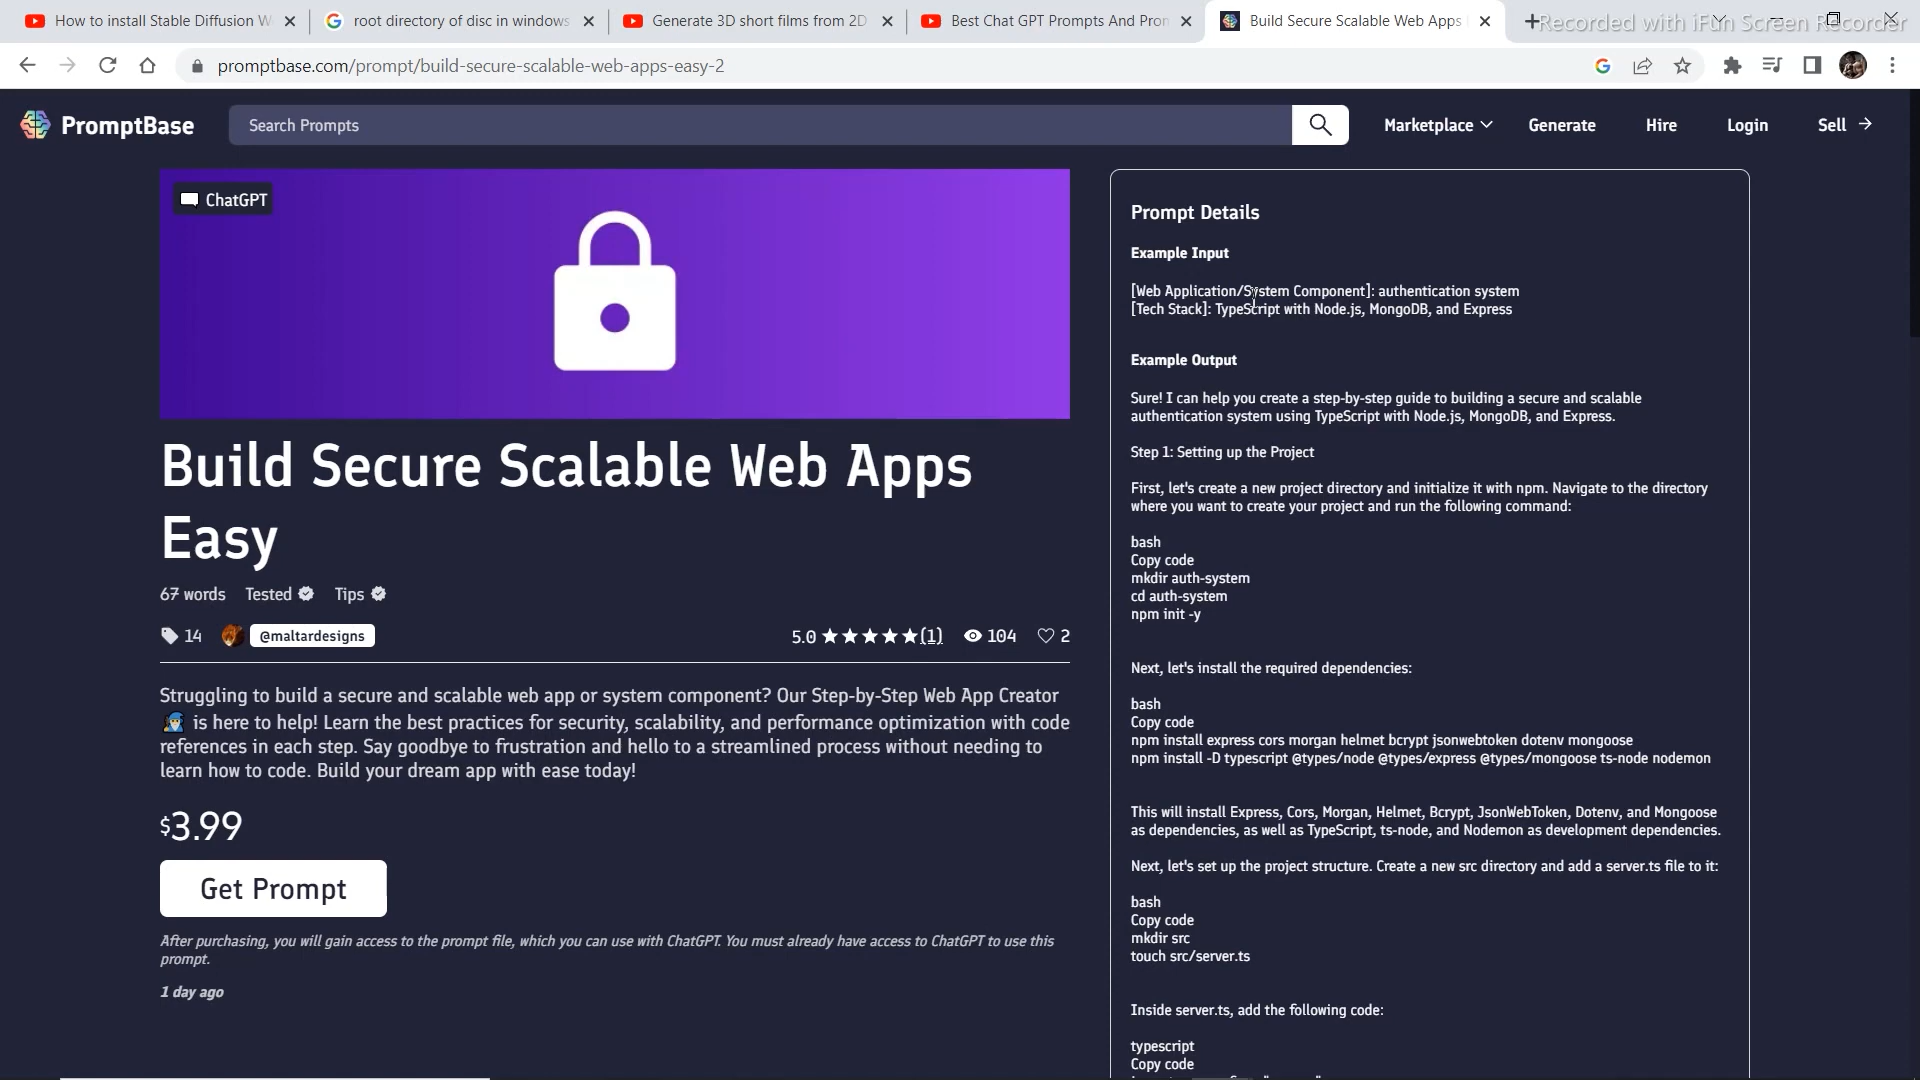 How to install Stable Diffusion W
root directory of disc in windows
Generate 3D short films from 2D
Best Chat GPT Prompts And Pron
Build Secure Scalable Web Apps
Recorded with iFun Screen Recorder
promptbase.com/prompt/build-secure-scalable-web-apps-easy-2
PromptBase
Search Prompts
Marketplace
Generate
Hire
Login
Sell
ChatGPT
Build Secure Scalable Web Apps
Easy
67 words Tested Tips
14 @maltardesigns 5.0 ★★★★★(1) 104 2
Struggling to build a secure and scalable web app or system component? Our Step-by-Step Web App Creator
is here to help! Learn the best practices for security, scalability, and performance optimization with code
references in each step. Say goodbye to frustration and hello to a streamlined process without needing to
learn how to code. Build your dream app with ease today!
$3.99
Get Prompt
After purchasing, you will gain access to the prompt file, which you can use with ChatGPT. You must already have access to ChatGPT to use this
prompt.
1 day ago
Prompt Details
Example Input
[Web Application/System Component]: authentication system
[Tech Stack]: TypeScript with Node.js, MongoDB, and Express
Example Output
Sure! I can help you create a step-by-step guide to building a secure and scalable
authentication system using TypeScript with Node.js, MongoDB, and Express.
Step 1: Setting up the Project
First, let's create a new project directory and initialize it with npm. Navigate to the directory
where you want to create your project and run the following command:
bash
Copy code
mkdir auth-system
cd auth-system
npm init -y
Next, let's install the required dependencies:
bash
Copy code
npm install express cors morgan helmet bcrypt jsonwebtoken dotenv mongoose
npm install -D typescript @types/node @types/express @types/mongoose ts-node nodemon
This will install Express, Cors, Morgan, Helmet, Bcrypt, JsonWebToken, Dotenv, and Mongoose
as dependencies, as well as TypeScript, ts-node, and Nodemon as development dependencies.
Next, let's set up the project structure. Create a new src directory and add a server.ts file to it:
bash
Copy code
mkdir src
touch src/server.ts
Inside server.ts, add the following code:
typescript
Copy code